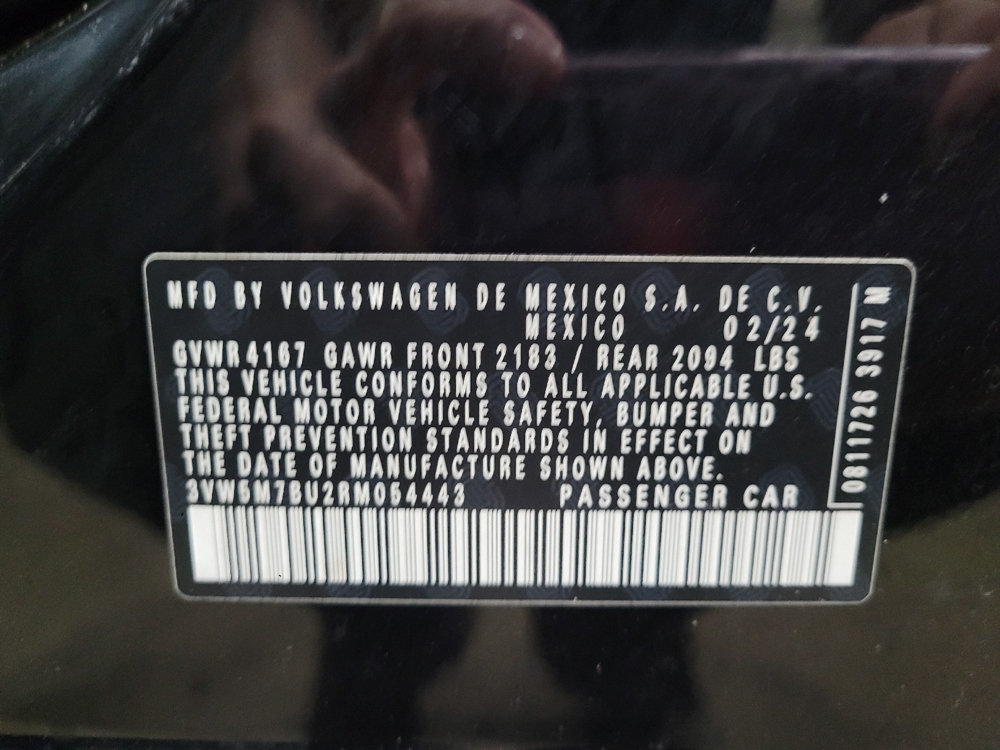 MFD BY VOLKSWAGEN DE MEXICO S.A. DE C.V.
MEXICO 02/24
GVWR 4167 GAWR FRONT 2183 / REAR 2094 LBS
THIS VEHICLE CONFORMS TO ALL APPLICABLE U.S.
FEDERAL MOTOR VEHICLE SAFETY, BUMPER AND
THEFT PREVENTION STANDARDS IN EFFECT ON
THE DATE OF MANUFACTURE SHOWN ABOVE.
3VW5M7BU2RM054443 PASSENGER CAR
0811726 3917 M